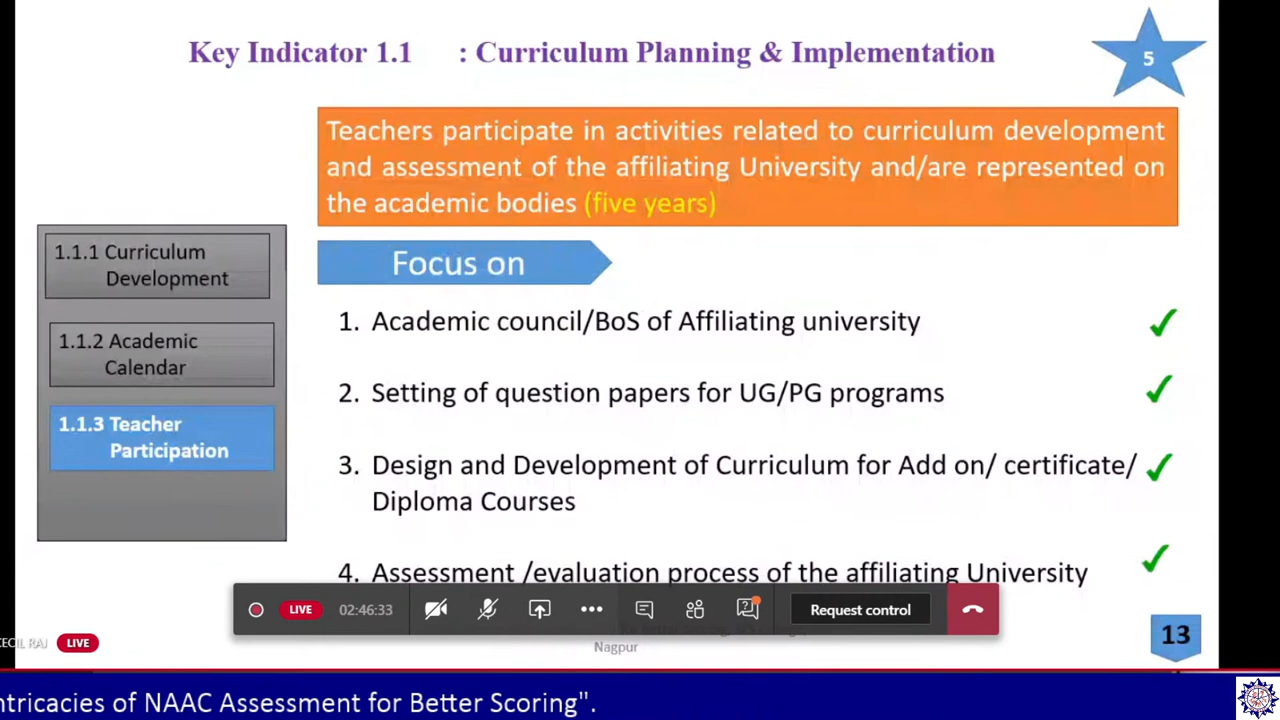 Key Indicator 1.1 : Curriculum Planning & Implementation
5
Teachers participate in activities related to curriculum development
and assessment of the affiliating University and/are represented on
the academic bodies (five years)
1.1.1 Curriculum
Development
1.1.2 Academic
Calendar
1.1.3 Teacher
Participation
Focus on
1. Academic council/BoS of Affiliating university
2. Setting of question papers for UG/PG programs
3. Design and Development of Curriculum for Add on/ certificate/
Diploma Courses
4. Assessment /evaluation process of the affiliating University
LIVE 02:46:33 Request control
Nagpur
13
CECIL RAJ LIVE
ntricacies of NAAC Assessment for Better Scoring".